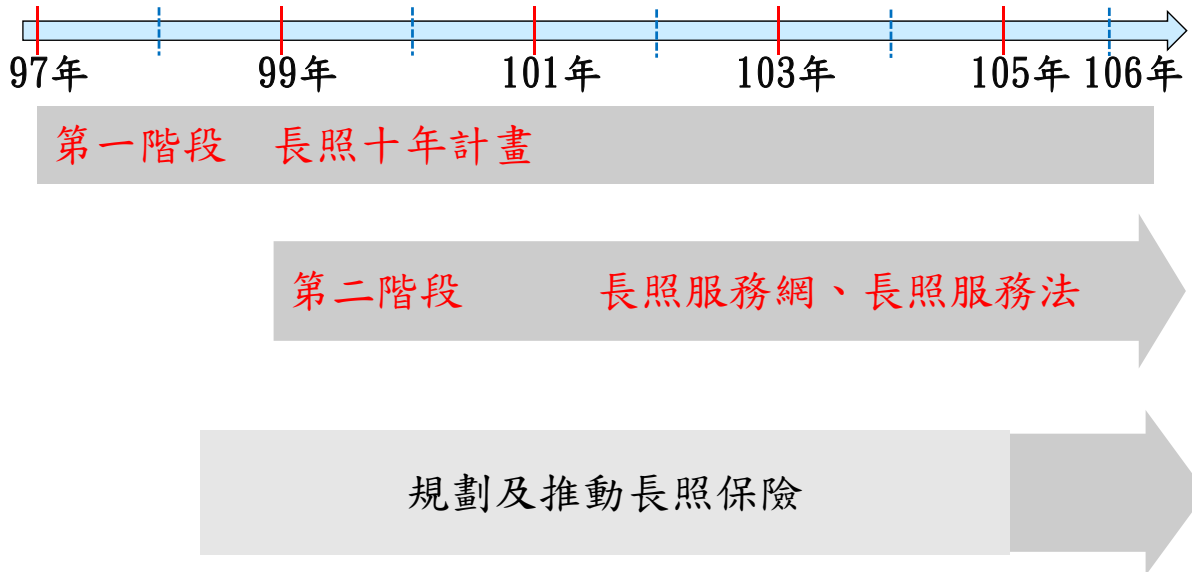 97年 99年 101年 103年 105年 106年
第一階段 長照十年計畫
第二階段 長照服務網、長照服務法
規劃及推動長照保險